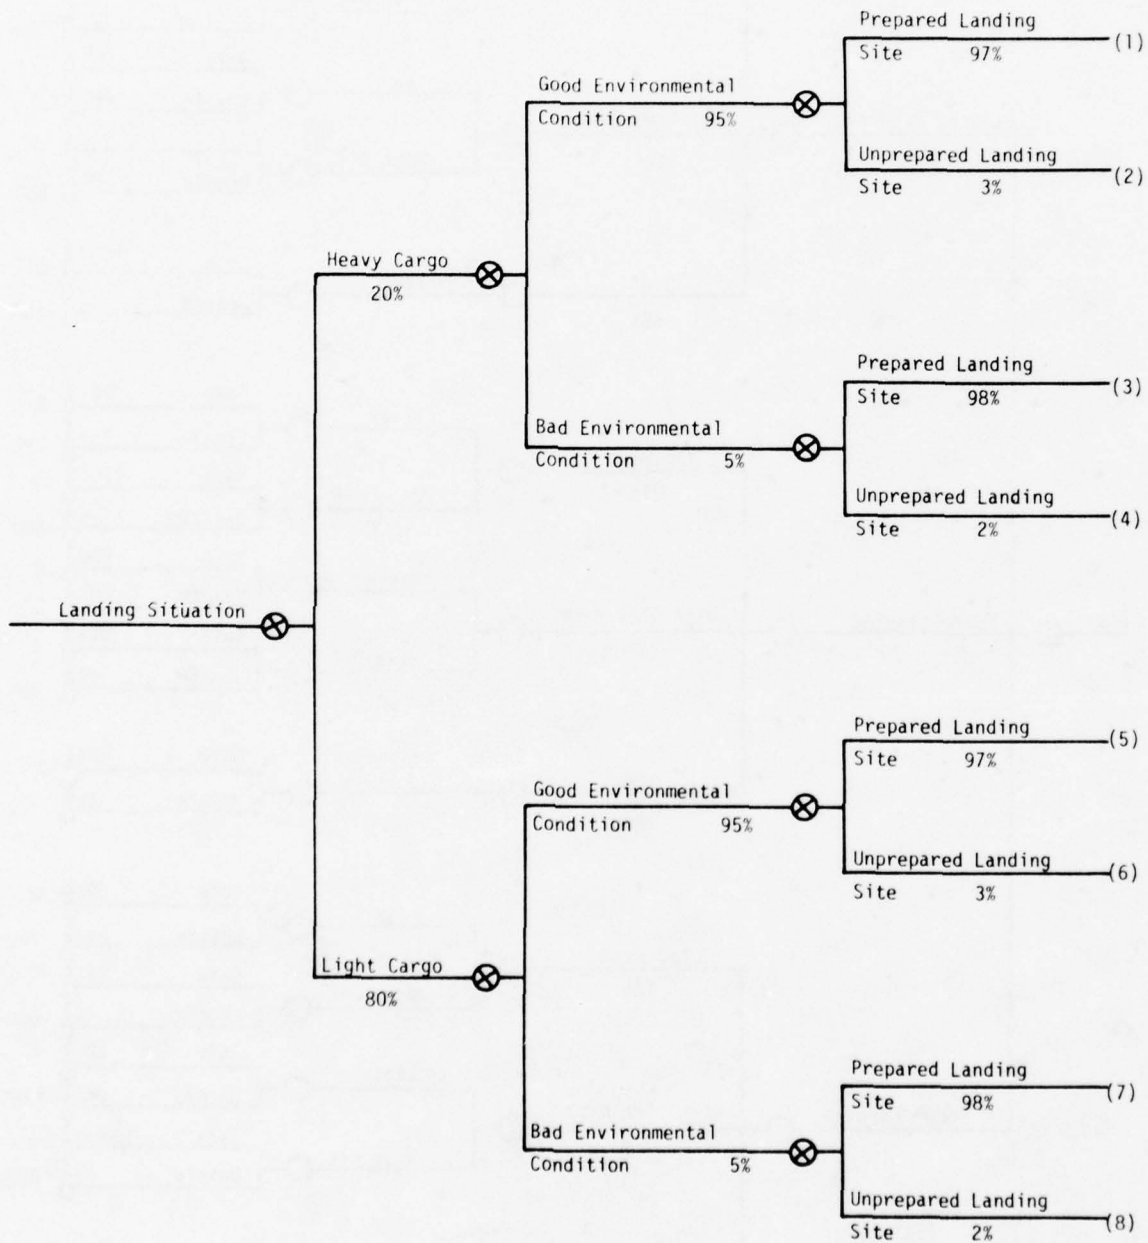 Prepared Landing
Site 97%
(1)
Good Environmental
Condition 95%
Unprepared Landing
Site 3%
(2)
Heavy Cargo
20%
Prepared Landing
Site 98%
(3)
Bad Environmental
Condition 5%
Unprepared Landing
Site 2%
(4)
Landing Situation
Prepared Landing
Site 97%
(5)
Good Environmental
Condition 95%
Unprepared Landing
Site 3%
(6)
Light Cargo
80%
Prepared Landing
Site 98%
(7)
Bad Environmental
Condition 5%
Unprepared Landing
Site 2%
(8)